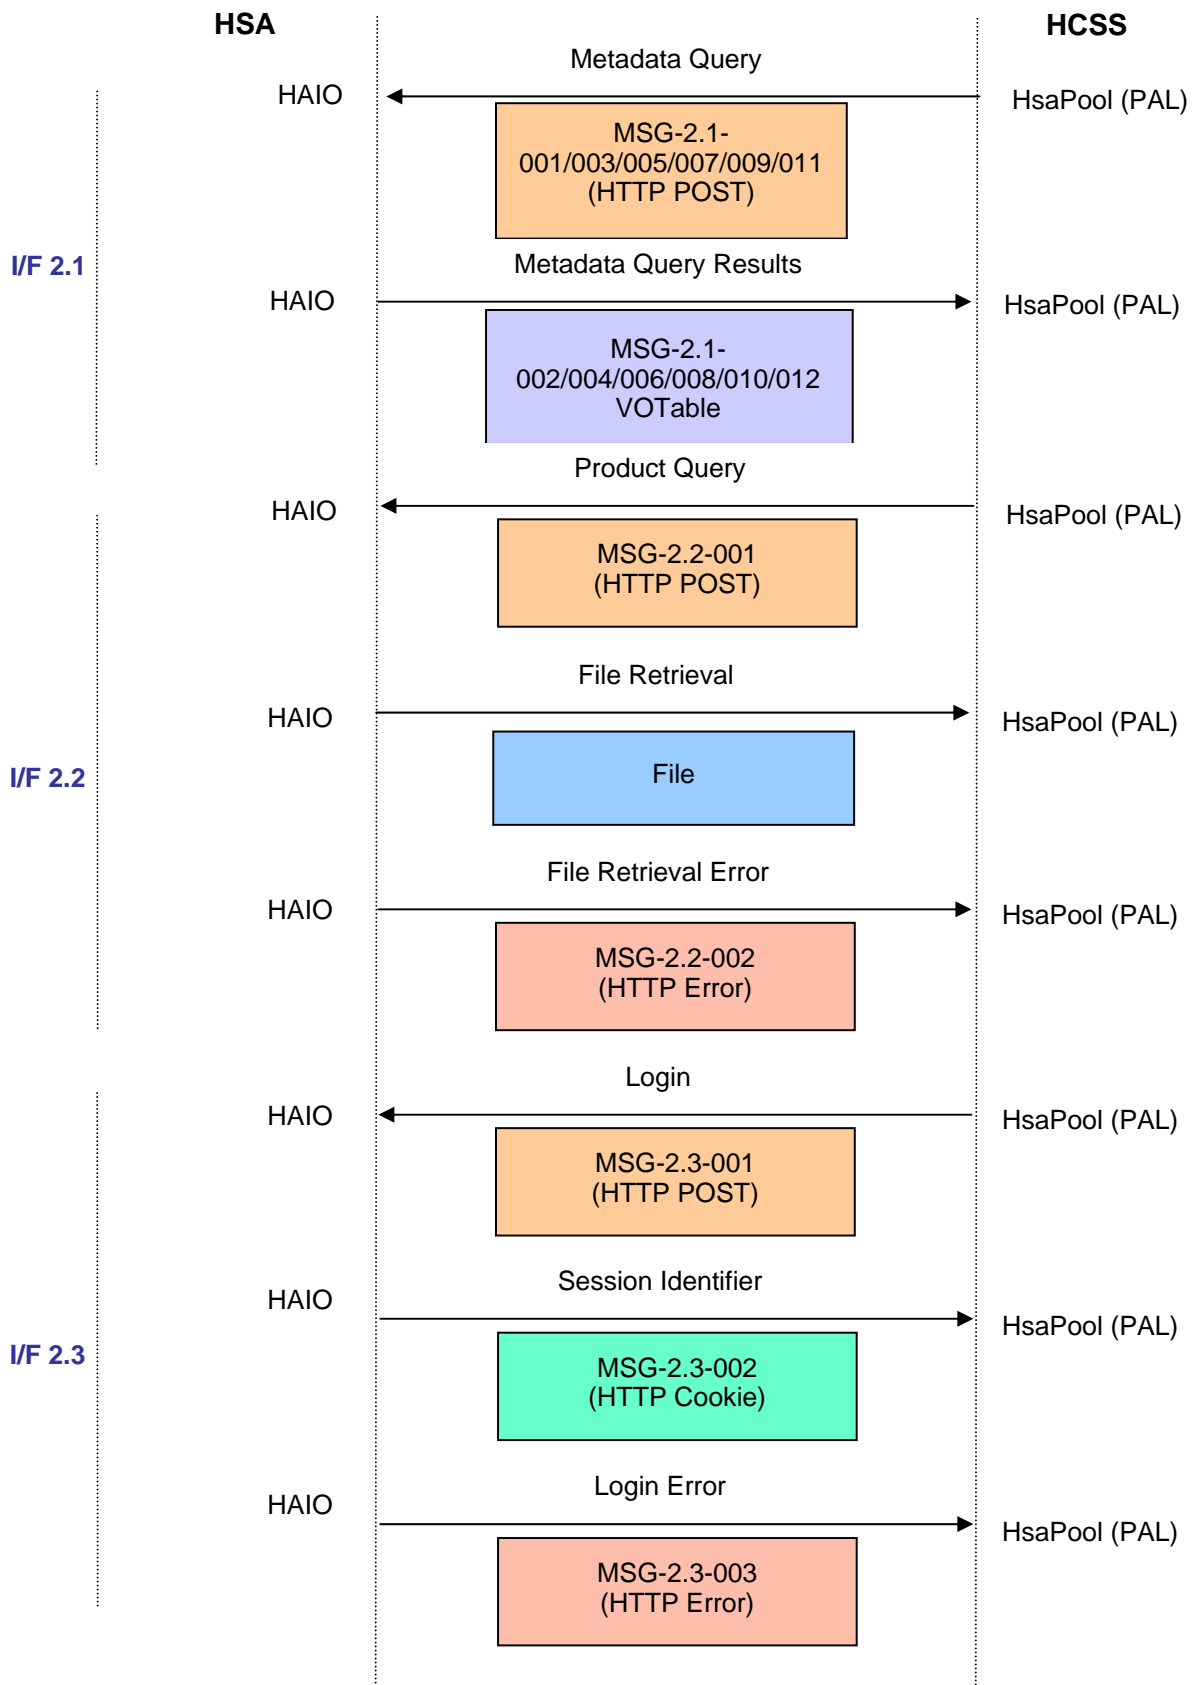 HSA
HCSS
Metadata Query
HAIO
HsaPool (PAL)
MSG-2.1-
001/003/005/007/009/011
(HTTP POST)
I/F 2.1
Metadata Query Results
HAIO
HsaPool (PAL)
MSG-2.1-
002/004/006/008/010/012
VOTable
Product Query
HAIO
HsaPool (PAL)
MSG-2.2-001
(HTTP POST)
File Retrieval
HAIO
HsaPool (PAL)
I/F 2.2
File
File Retrieval Error
HAIO
HsaPool (PAL)
MSG-2.2-002
(HTTP Error)
Login
HAIO
HsaPool (PAL)
MSG-2.3-001
(HTTP POST)
Session Identifier
HAIO
HsaPool (PAL)
I/F 2.3
MSG-2.3-002
(HTTP Cookie)
Login Error
HAIO
HsaPool (PAL)
MSG-2.3-003
(HTTP Error)